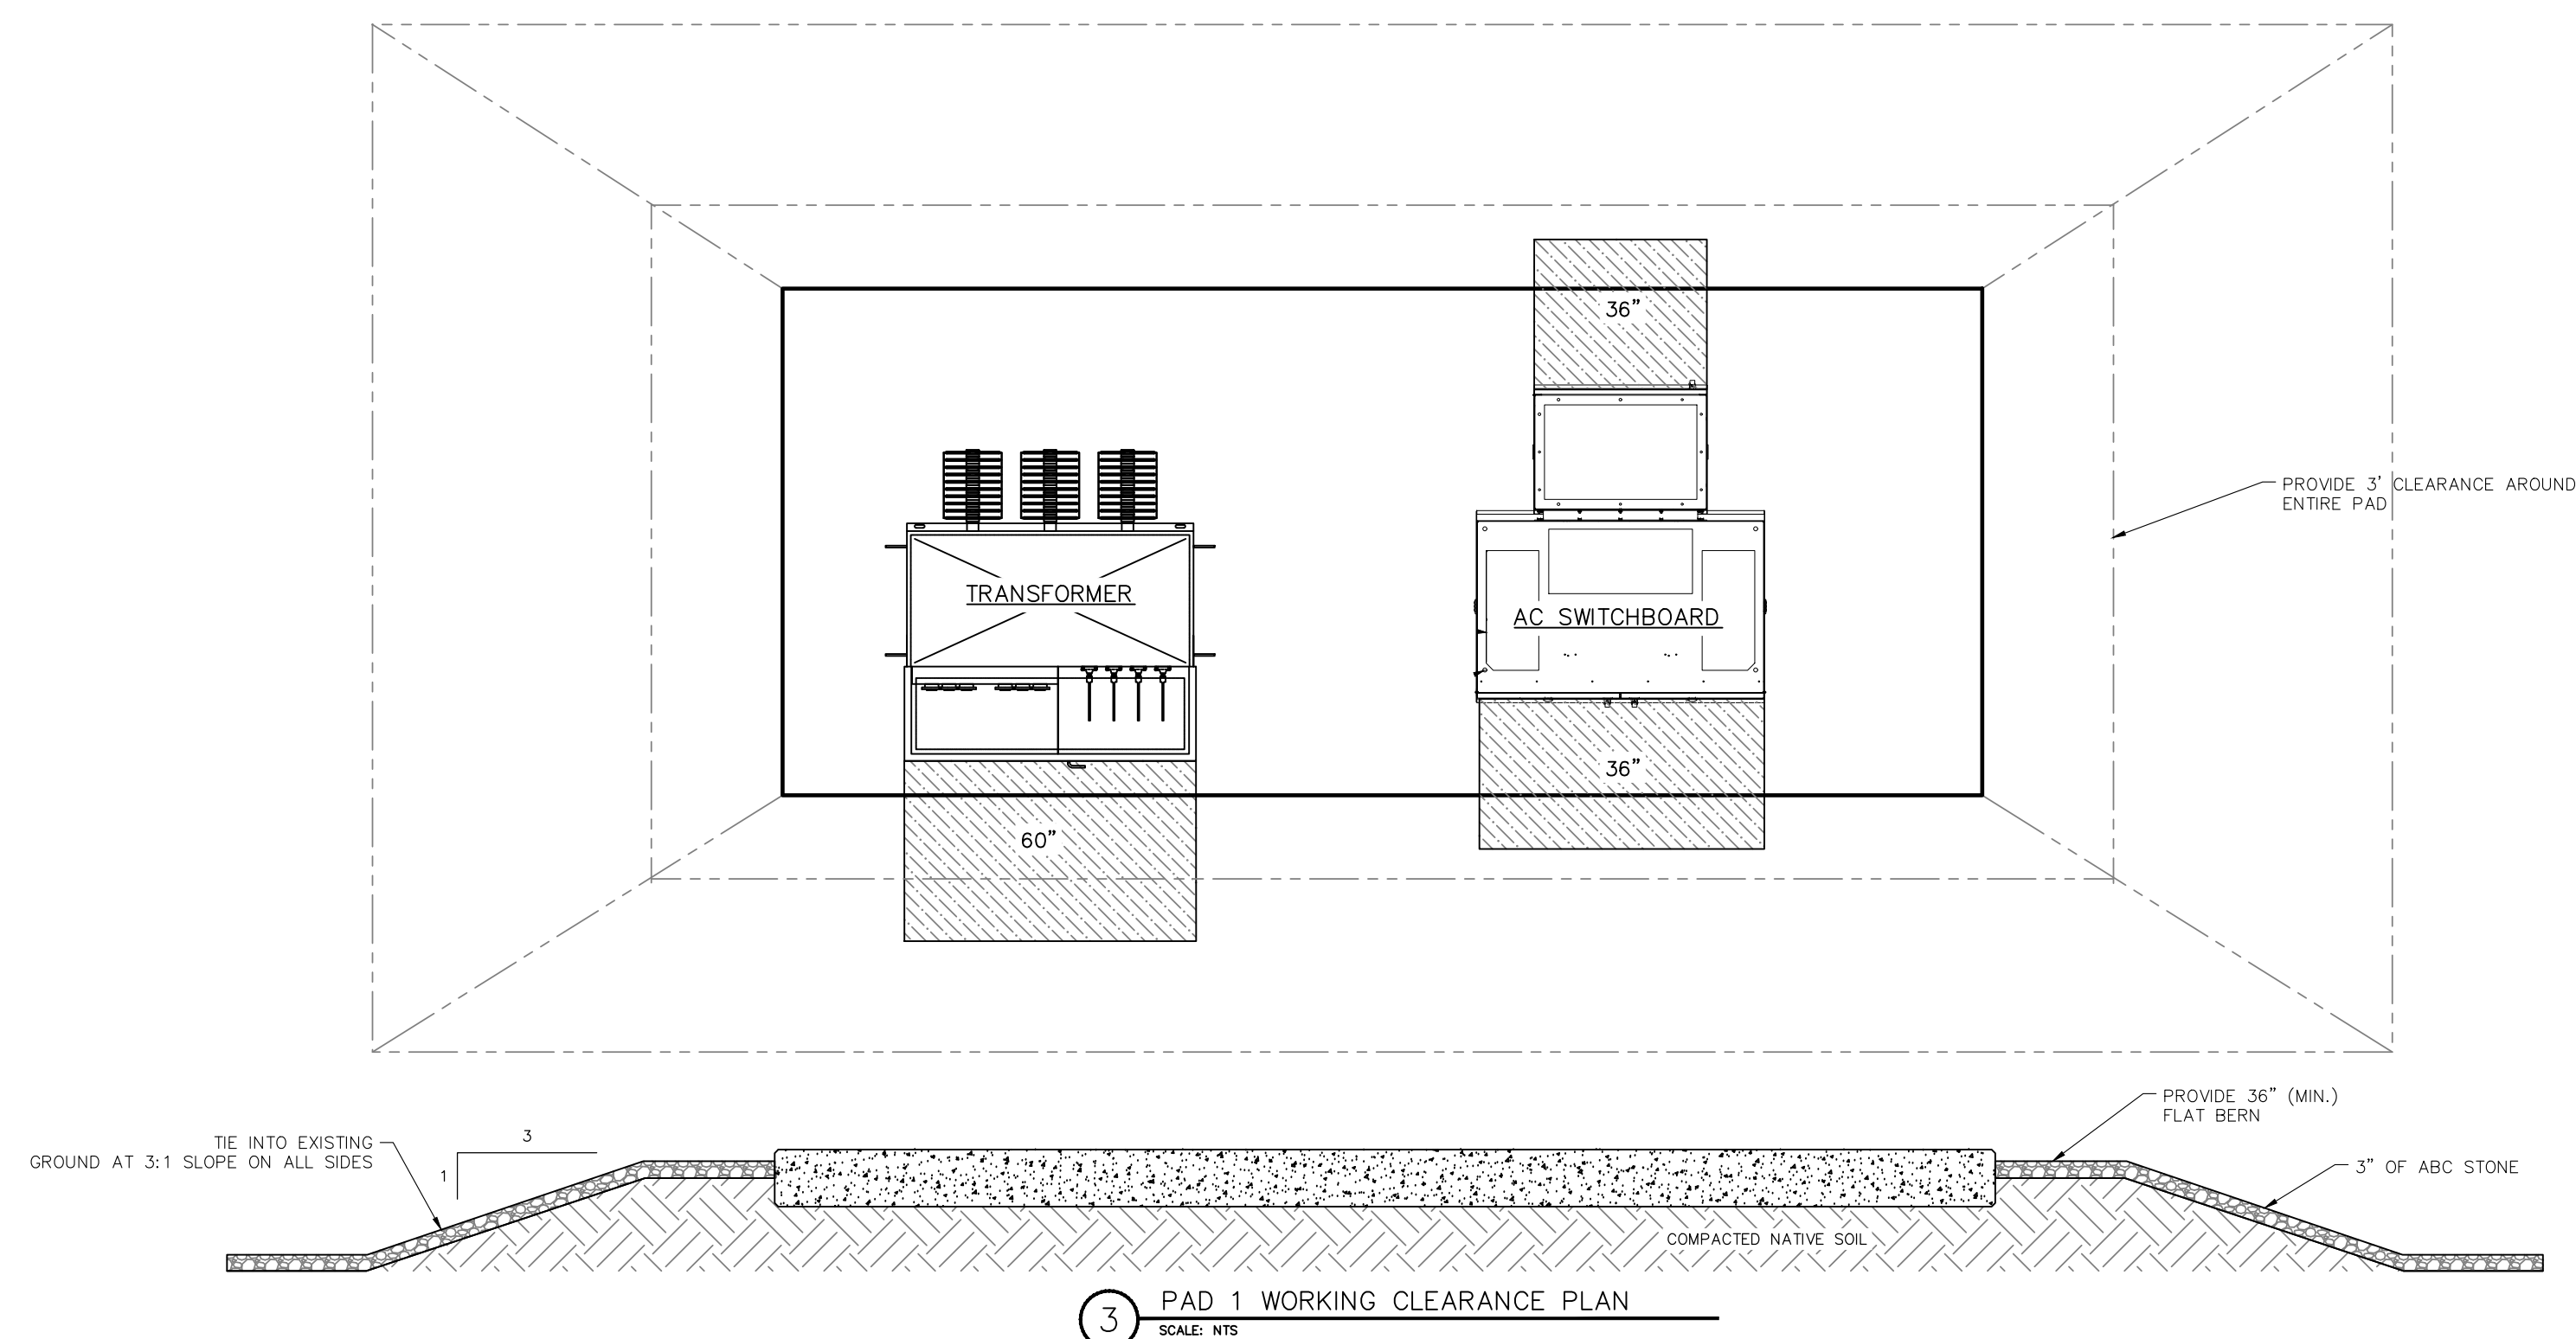 36”
PROVIDE 3' CLEARANCE AROUND
ENTIRE PAD
TRANSFORMER
AC SWITCHBOARD
36”
60”
PROVIDE 36” (MIN.)
FLAT BERN
TIE INTO EXISTING
GROUND AT 3:1 SLOPE ON ALL SIDES
3
1
3” OF ABC STONE
COMPACTED NATIVE SOIL
3
PAD 1 WORKING CLEARANCE PLAN
SCALE: NTS